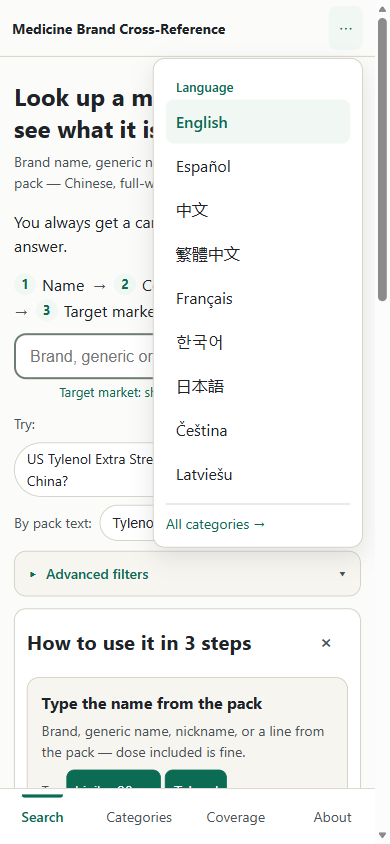 Medicine Brand Cross-Reference
...
Language
English
Español
中文
繁體中文
Français
한국어
日本語
Čeština
Latviešu
All categories →
Look up a m
see what it is
Brand name, generic n
pack — Chinese, full-w
You always get a car
answer.
1 Name → 2 C
→ 3 Target marke
Brand, generic or
Target market: sh
Try:
US Tylenol Extra Stre
China?
By pack text: Tyleno
▸ Advanced filters ▾
How to use it in 3 steps ×
Type the name from the pack
Brand, generic name, nickname, or a line from
the pack — dose included is fine.
Search Categories Coverage About